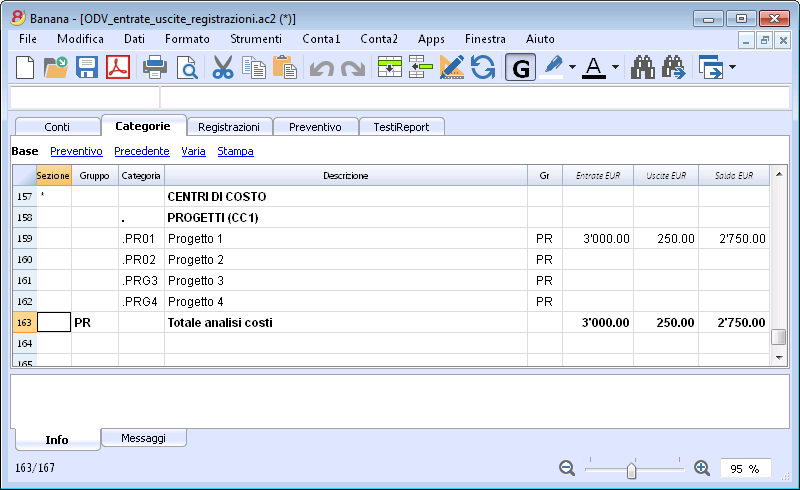 Banana - [ODV_entrate_uscite_registrazioni.ac2 (*)]
File Modifica Dati Formato Strumenti Conta1 Conta2 Apps Finestra Aiuto
G A
Conti Categorie Registrazioni Preventivo TestiReport
Base Preventivo Precedente Varia Stampa
Sezione Gruppo Categoria Descrizione Gr Entrate EUR Uscite EUR Saldo EUR
157 * CENTRI DI COSTO
158 . PROGETTI (CC1)
159 .PR01 Progetto 1 PR 3'000.00 250.00 2'750.00
160 .PR02 Progetto 2 PR
161 .PRG3 Progetto 3 PR
162 .PRG4 Progetto 4 PR
163 PR Totale analisi costi 3'000.00 250.00 2'750.00
164
165
Info Messaggi
163/167 95 %